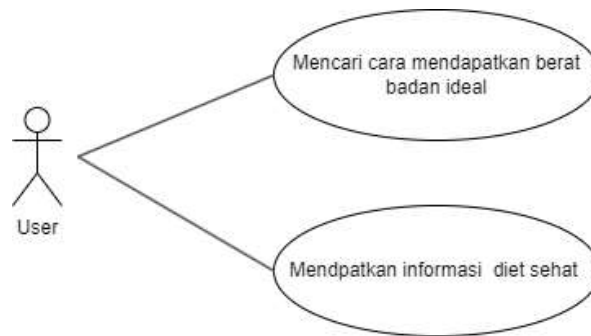 Mencari cara mendapatkan berat
badan ideal
User
Mendpatkan informasi diet sehat